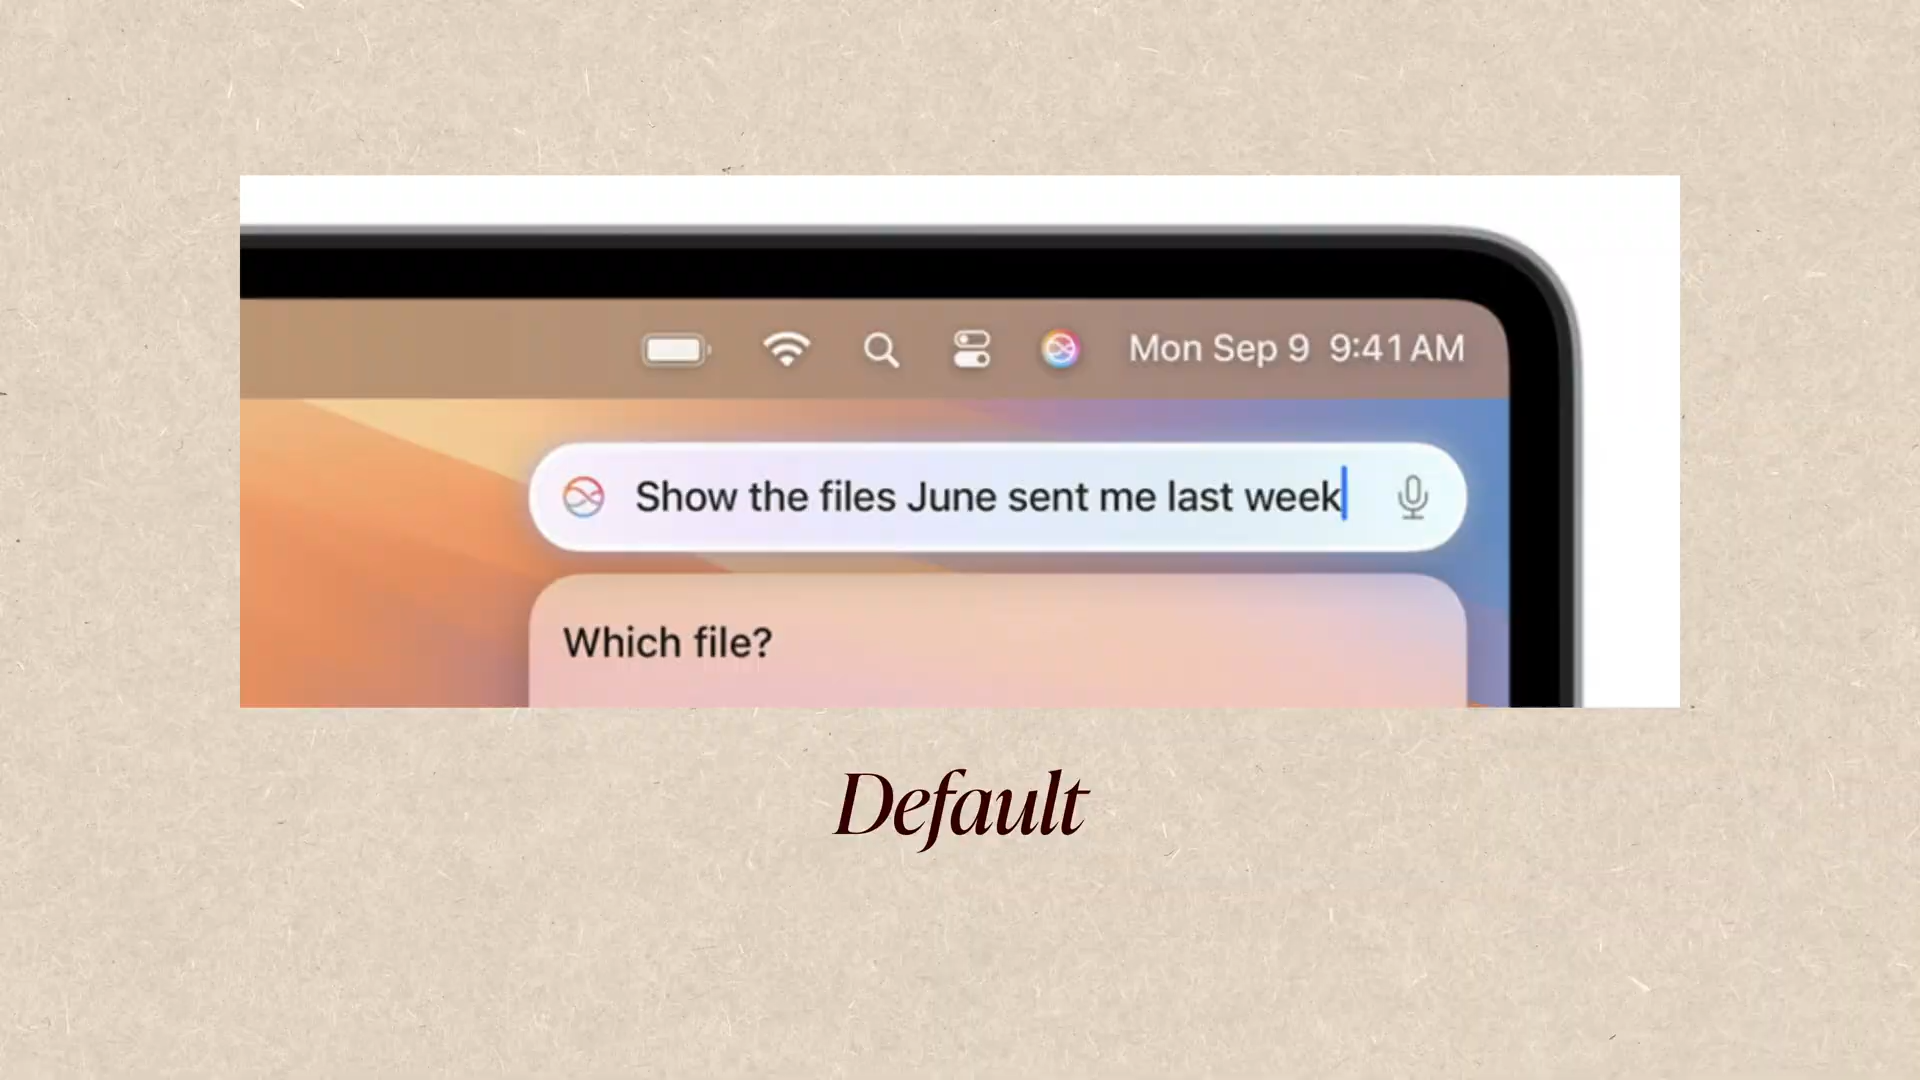 Mon Sep 9 9:41 AM
Show the files June sent me last week
Which file?
Default